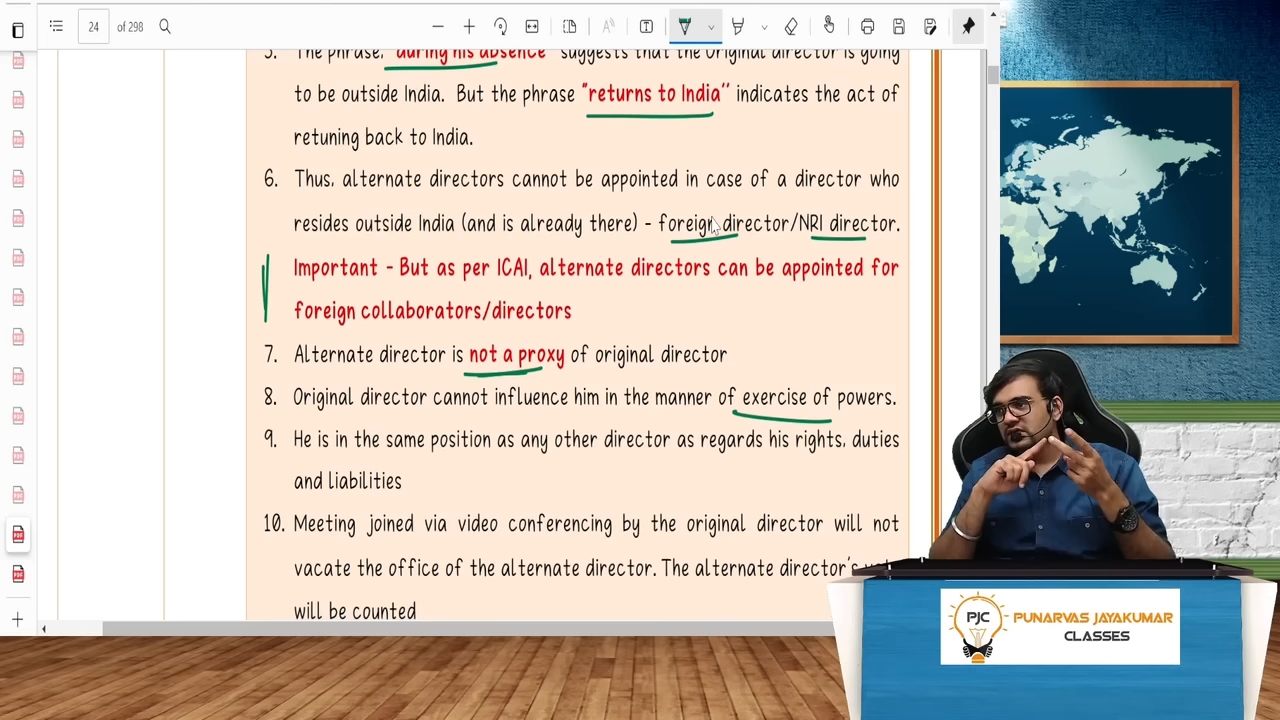 24 of 298
5. The phrase, "during his absence" suggests that the original director is going
to be outside India. But the phrase "returns to India" indicates the act of
retuning back to India.
6. Thus, alternate directors cannot be appointed in case of a director who
resides outside India (and is already there) - foreign director/NRI director.
Important - But as per ICAI, alternate directors can be appointed for
foreign collaborators/directors
7. Alternate director is not a proxy of original director
8. Original director cannot influence him in the manner of exercise of powers.
9. He is in the same position as any other director as regards his rights, duties
and liabilities
10. Meeting joined via video conferencing by the original director will not
vacate the office of the alternate director. The alternate director's
will be counted
PJC
PUNARVAS JAYAKUMAR
CLASSES